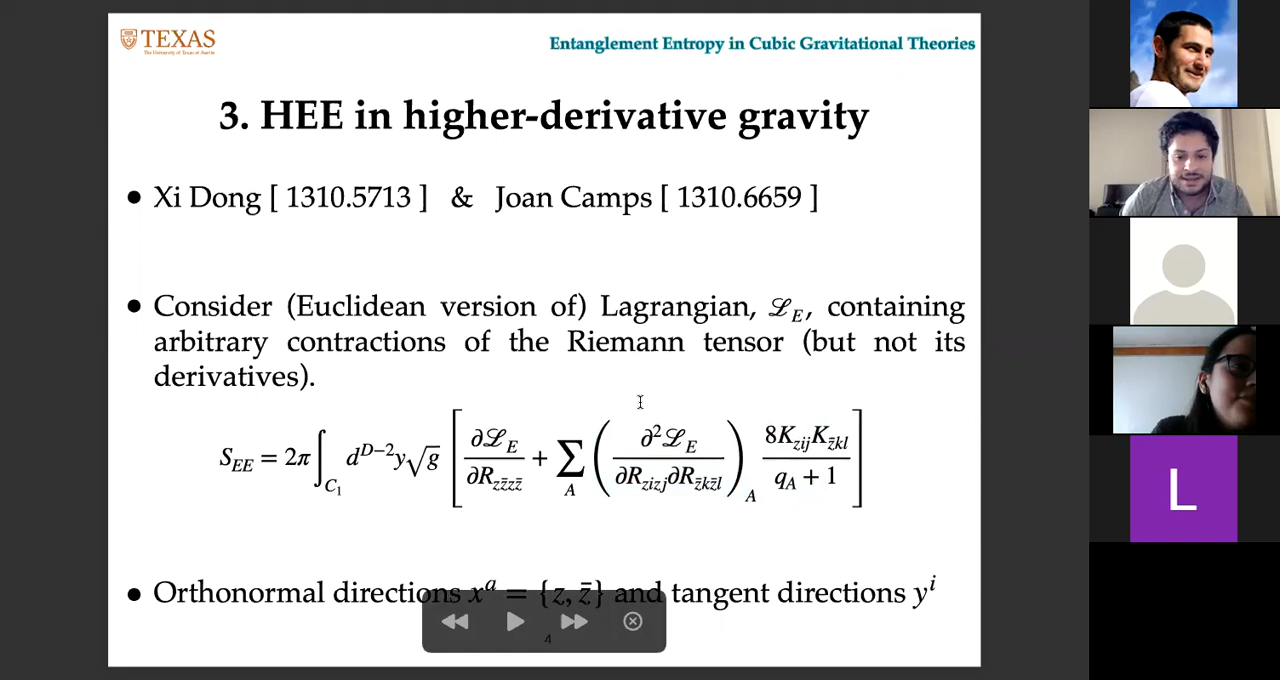 TEXAS
The University of Texas at Austin
Entanglement Entropy in Cubic Gravitational Theories
3. HEE in higher-derivative gravity
• Xi Dong [ 1310.5713 ] & Joan Camps [ 1310.6659 ]
• Consider (Euclidean version of) Lagrangian, ℒ_E, containing
arbitrary contractions of the Riemann tensor (but not its
derivatives).
S_EE = 2π ∫_{C_1} d^{D−2}y√g [ ∂ℒ_E/∂R_{zz̄zz̄} + Σ_A ( ∂²ℒ_E/∂R_{zizj}∂R_{z̄kz̄l} )_A 8K_{zij}K_{z̄kl}/(q_A + 1) ]
• Orthonormal directions x^a = {z, z̄} and tangent directions y^i
4
L